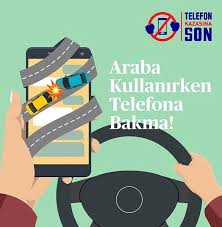 TELEFON
KAZASINA
SON
Araba
Kullanırken
Telefona
Bakma!